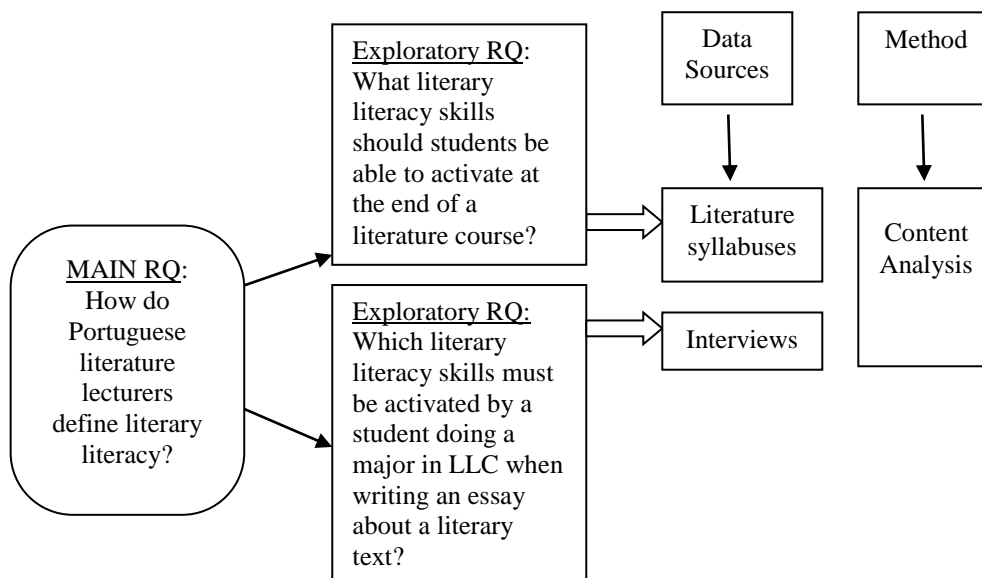 MAIN RQ:
How do
Portuguese
literature
lecturers
define literary
literacy?
Exploratory RQ:
What literary
literacy skills
should students be
able to activate at
the end of a
literature course?
Exploratory RQ:
Which literary
literacy skills must
be activated by a
student doing a
major in LLC when
writing an essay
about a literary
text?
Data
Sources
Literature
syllabuses
Interviews
Method
Content
Analysis